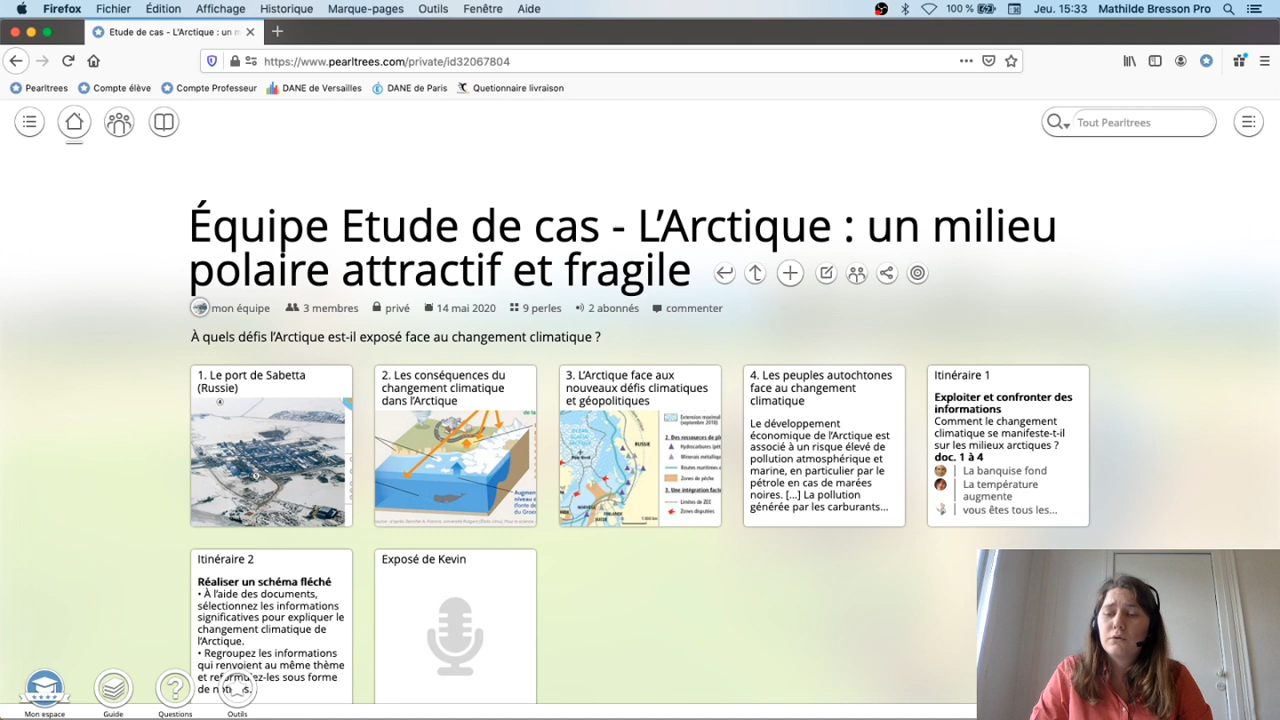 Firefox Fichier Édition Affichage Historique Marque-pages Outils Fenêtre Aide 100 % Jeu. 15:33 Mathilde Bresson Pro
Etude de cas - L'Arctique : un m
https://www.pearltrees.com/private/id32067804
Pearltrees Compte élève Compte Professeur DANE de Versailles DANE de Paris Quetionnaire livraison
Tout Pearltrees
Équipe Etude de cas - L’Arctique : un milieu
polaire attractif et fragile
mon équipe 3 membres privé 14 mai 2020 9 perles 2 abonnés commenter
À quels défis l’Arctique est-il exposé face au changement climatique ?
1. Le port de Sabetta
(Russie)
2. Les conséquences du
changement climatique
dans l’Arctique
3. L’Arctique face aux
nouveaux défis climatiques
et géopolitiques
RUSSIE
4. Les peuples autochtones
face au changement
climatique
Le développement
économique de l’Arctique est
associé à un risque élevé de
pollution atmosphérique et
marine, en particulier par le
pétrole en cas de marées
noires. [...] La pollution
générée par les carburants...
Itinéraire 1
Exploiter et confronter des
informations
Comment le changement
climatique se manifeste-t-il
sur les milieux arctiques ?
doc. 1 à 4
La banquise fond
La température
augmente
vous êtes tous les...
Itinéraire 2
Réaliser un schéma fléché
• À l’aide des documents,
sélectionnez les informations
significatives pour expliquer le
changement climatique de
l’Arctique.
• Regroupez les informations
qui renvoient au même thème
et reformulez-les sous forme
Exposé de Kevin
Mon espace Guide Questions Outils